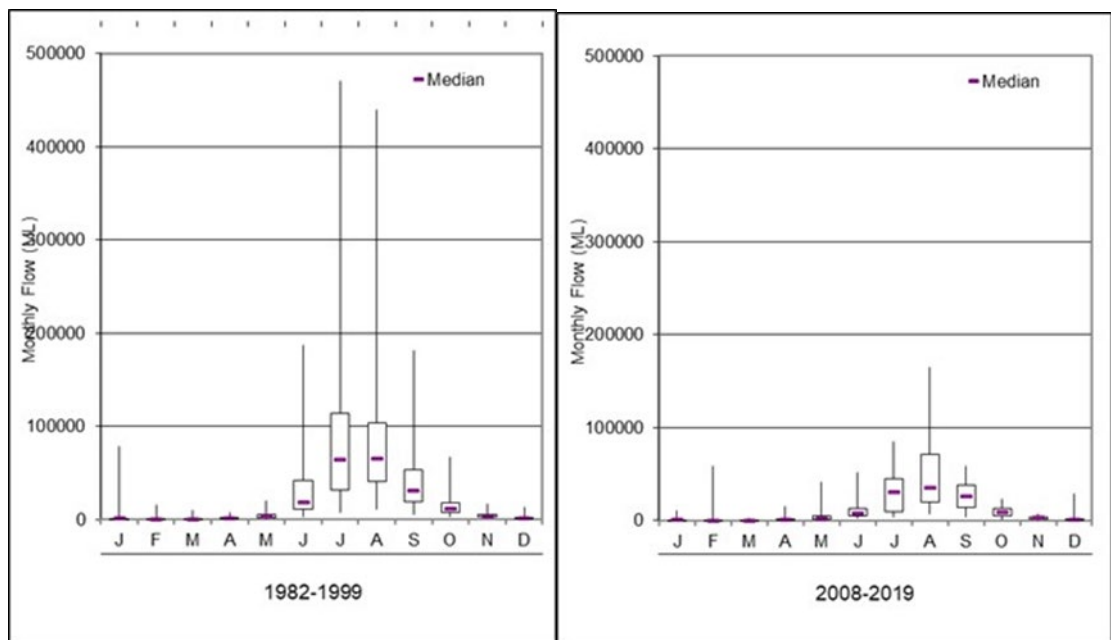 500000
Median
400000
300000
200000
100000
0
Monthly Flow (ML)
J F M A M J J A S O N D
1982-1999
500000
Median
400000
300000
200000
100000
0
Monthly Flow (ML)
J F M A M J J A S O N D
2008-2019